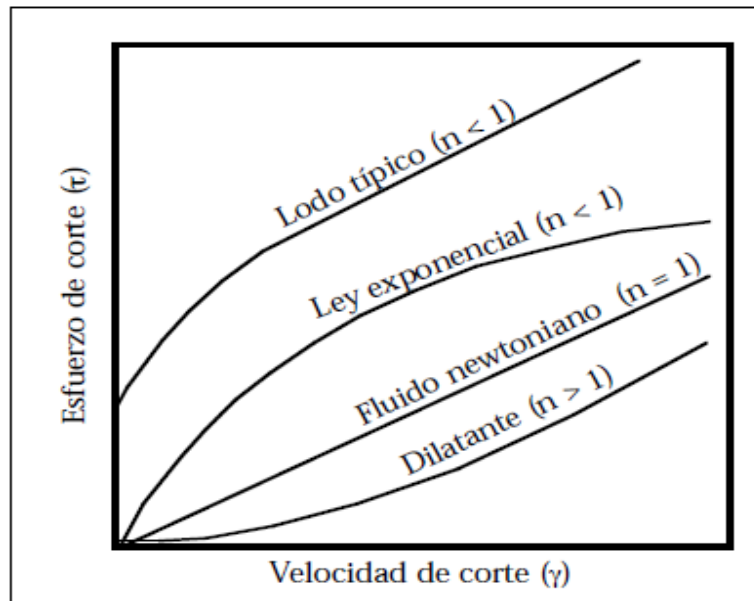 Lodo típico (n < 1)
Ley exponencial (n < 1)
Fluido newtoniano (n = 1)
Dilatante (n > 1)
Esfuerzo de corte (τ)
Velocidad de corte (γ)